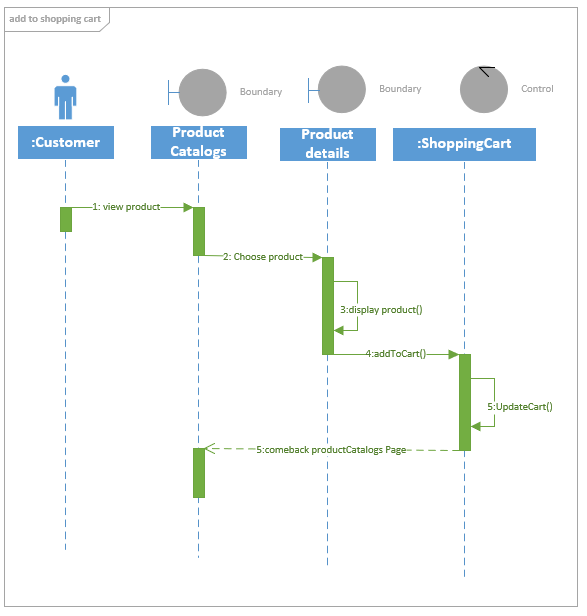 add to shopping cart
Boundary
Boundary
Control
:Customer
Product
Catalogs
Product
details
:ShoppingCart
1: view product
2: Choose product
3:display product()
4:addToCart()
5:UpdateCart()
5:comeback productCatalogs Page